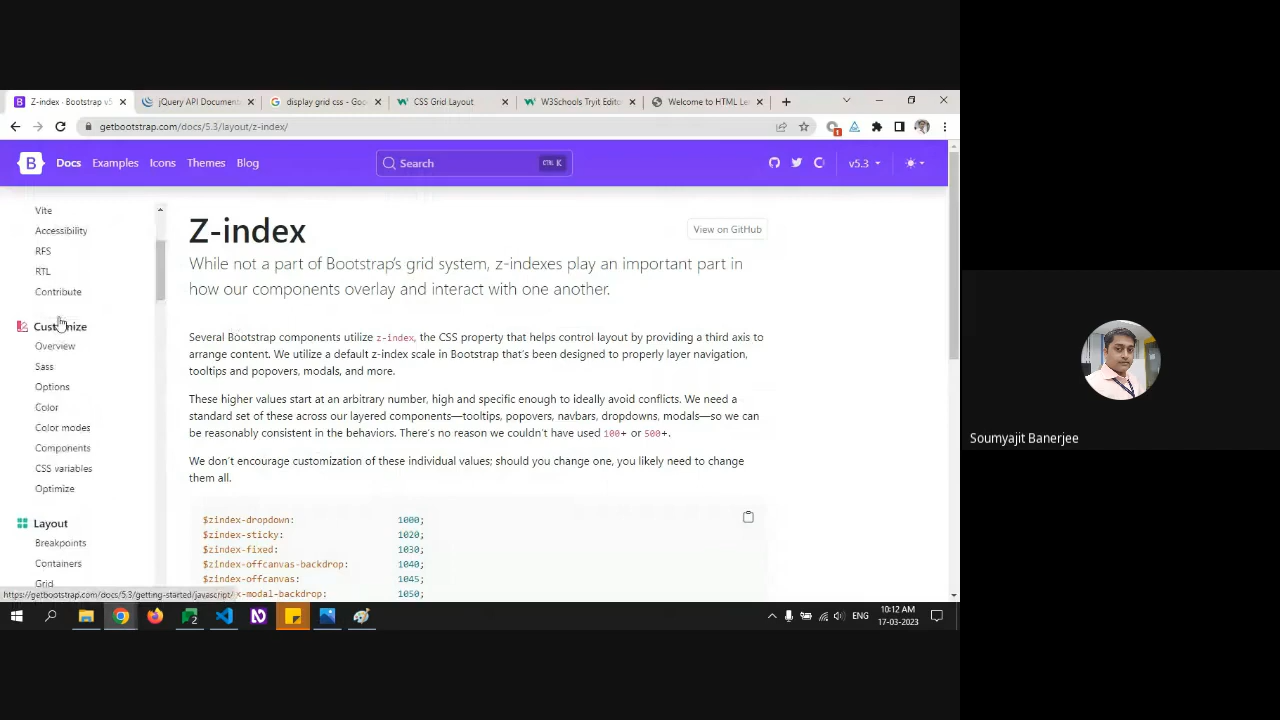 Z-index · Bootstrap v5
jQuery API Document
display grid css - Goo
CSS Grid Layout
W3Schools Tryit Edito
Welcome to HTML Le
getbootstrap.com/docs/5.3/layout/z-index/
B Docs Examples Icons Themes Blog
Search CTRL K
v5.3
Vite
Accessibility
RFS
RTL
Contribute
Customize
Overview
Sass
Options
Color
Color modes
Components
CSS variables
Optimize
Layout
Breakpoints
Containers
Grid
https://getbootstrap.com/docs/5.3/getting-started/javascript/
Z-index
View on GitHub
While not a part of Bootstrap's grid system, z-indexes play an important part in
how our components overlay and interact with one another.
Several Bootstrap components utilize z-index, the CSS property that helps control layout by providing a third axis to
arrange content. We utilize a default z-index scale in Bootstrap that's been designed to properly layer navigation,
tooltips and popovers, modals, and more.
These higher values start at an arbitrary number, high and specific enough to ideally avoid conflicts. We need a
standard set of these across our layered components—tooltips, popovers, navbars, dropdowns, modals—so we can
be reasonably consistent in the behaviors. There's no reason we couldn't have used 100+ or 500+.
We don't encourage customization of these individual values; should you change one, you likely need to change
them all.
$zindex-dropdown: 1000;
$zindex-sticky: 1020;
$zindex-fixed: 1030;
$zindex-offcanvas-backdrop: 1040;
$zindex-offcanvas: 1045;
x-modal-backdrop: 1050;
ENG
10:12 AM
17-03-2023
Soumyajit Banerjee